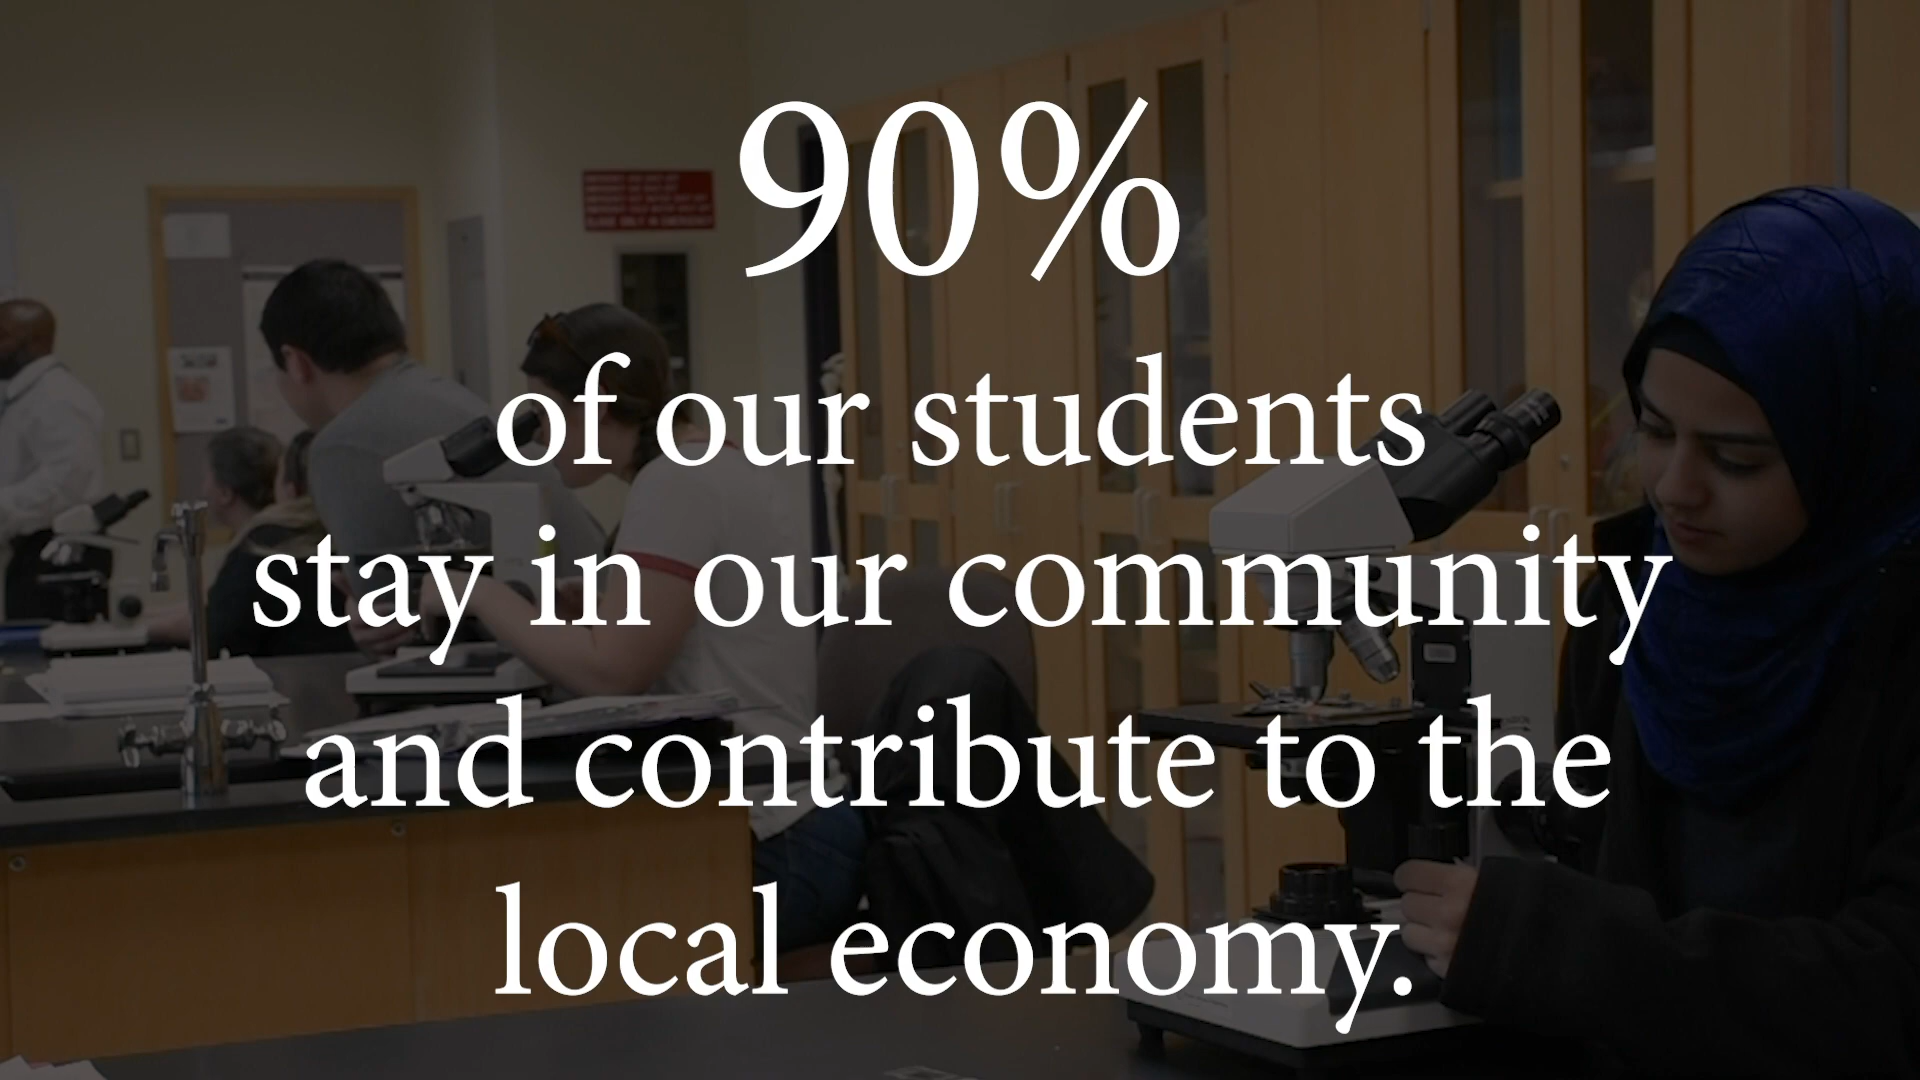 90%
of our students
stay in our community
and contribute to the
local economy.